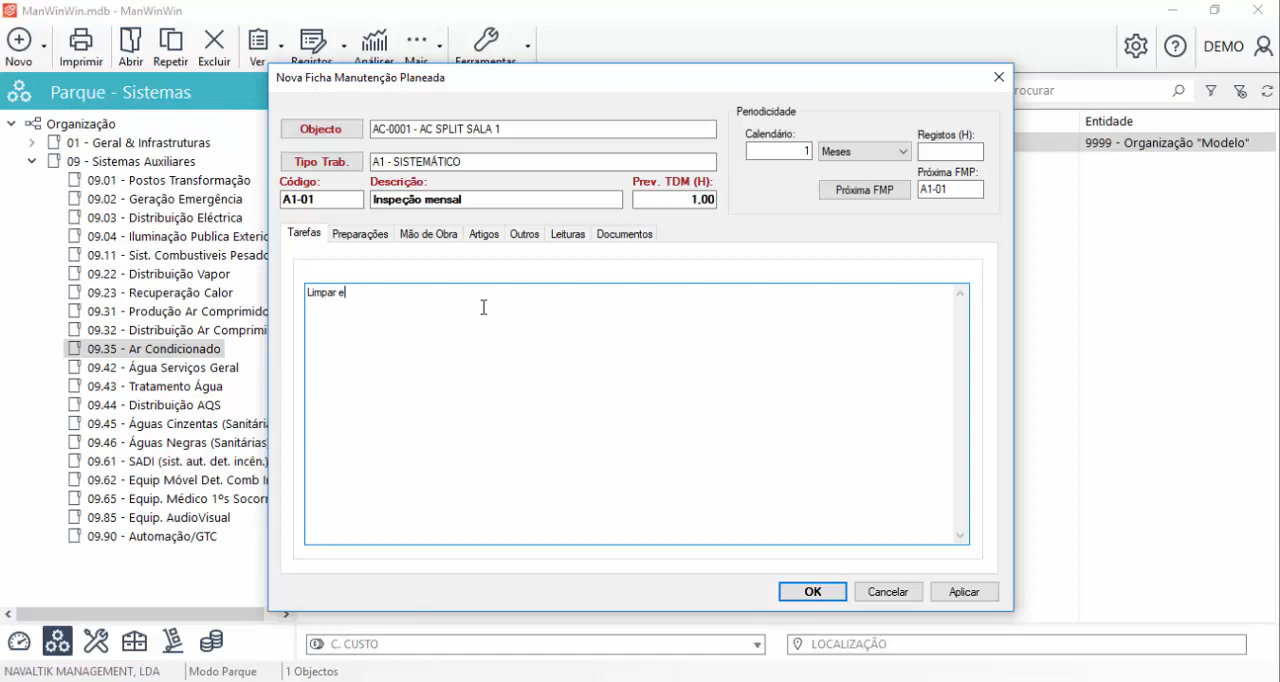 ManWinWin.mdb - ManWinWin
Novo
Imprimir
Abrir
Repetir
Excluir
Ver
Registos
Análises
Mais
Ferramentas
DEMO
Parque - Sistemas
rocurar
Organização
01 - Geral & Infraestruturas
09 - Sistemas Auxiliares
09.01 - Postos Transformação
09.02 - Geração Emergência
09.03 - Distribuição Eléctrica
09.04 - Iluminação Publica Exterio
09.11 - Sist. Combustiveis Pesado
09.22 - Distribuição Vapor
09.23 - Recuperação Calor
09.31 - Produção Ar Comprimido
09.32 - Distribuição Ar Comprimi
09.35 - Ar Condicionado
09.42 - Água Serviços Geral
09.43 - Tratamento Água
09.44 - Distribuição AQS
09.45 - Águas Cinzentas (Sanitária
09.46 - Águas Negras (Sanitárias)
09.61 - SADI (sist. aut. det. incên.)
09.62 - Equip Móvel Det. Comb I
09.65 - Equip. Médico 1ºs Socorr
09.85 - Equip. AudioVisual
09.90 - Automação/GTC
Nova Ficha Manutenção Planeada
Objecto
AC-0001 - AC SPLIT SALA 1
Tipo Trab.
A1 - SISTEMÁTICO
Código:
Descrição:
Prev. TDM (H):
A1-01
Inspeção mensal
1,00
Periodicidade
Calendário:
Registos (H):
1
Meses
Próxima FMP:
Próxima FMP
A1-01
Tarefas
Preparações
Mão de Obra
Artigos
Outros
Leituras
Documentos
Limpar e
OK
Cancelar
Aplicar
Entidade
9999 - Organização "Modelo"
C. CUSTO
LOCALIZAÇÃO
NAVALTIK MANAGEMENT, LDA
Modo Parque
1 Objectos